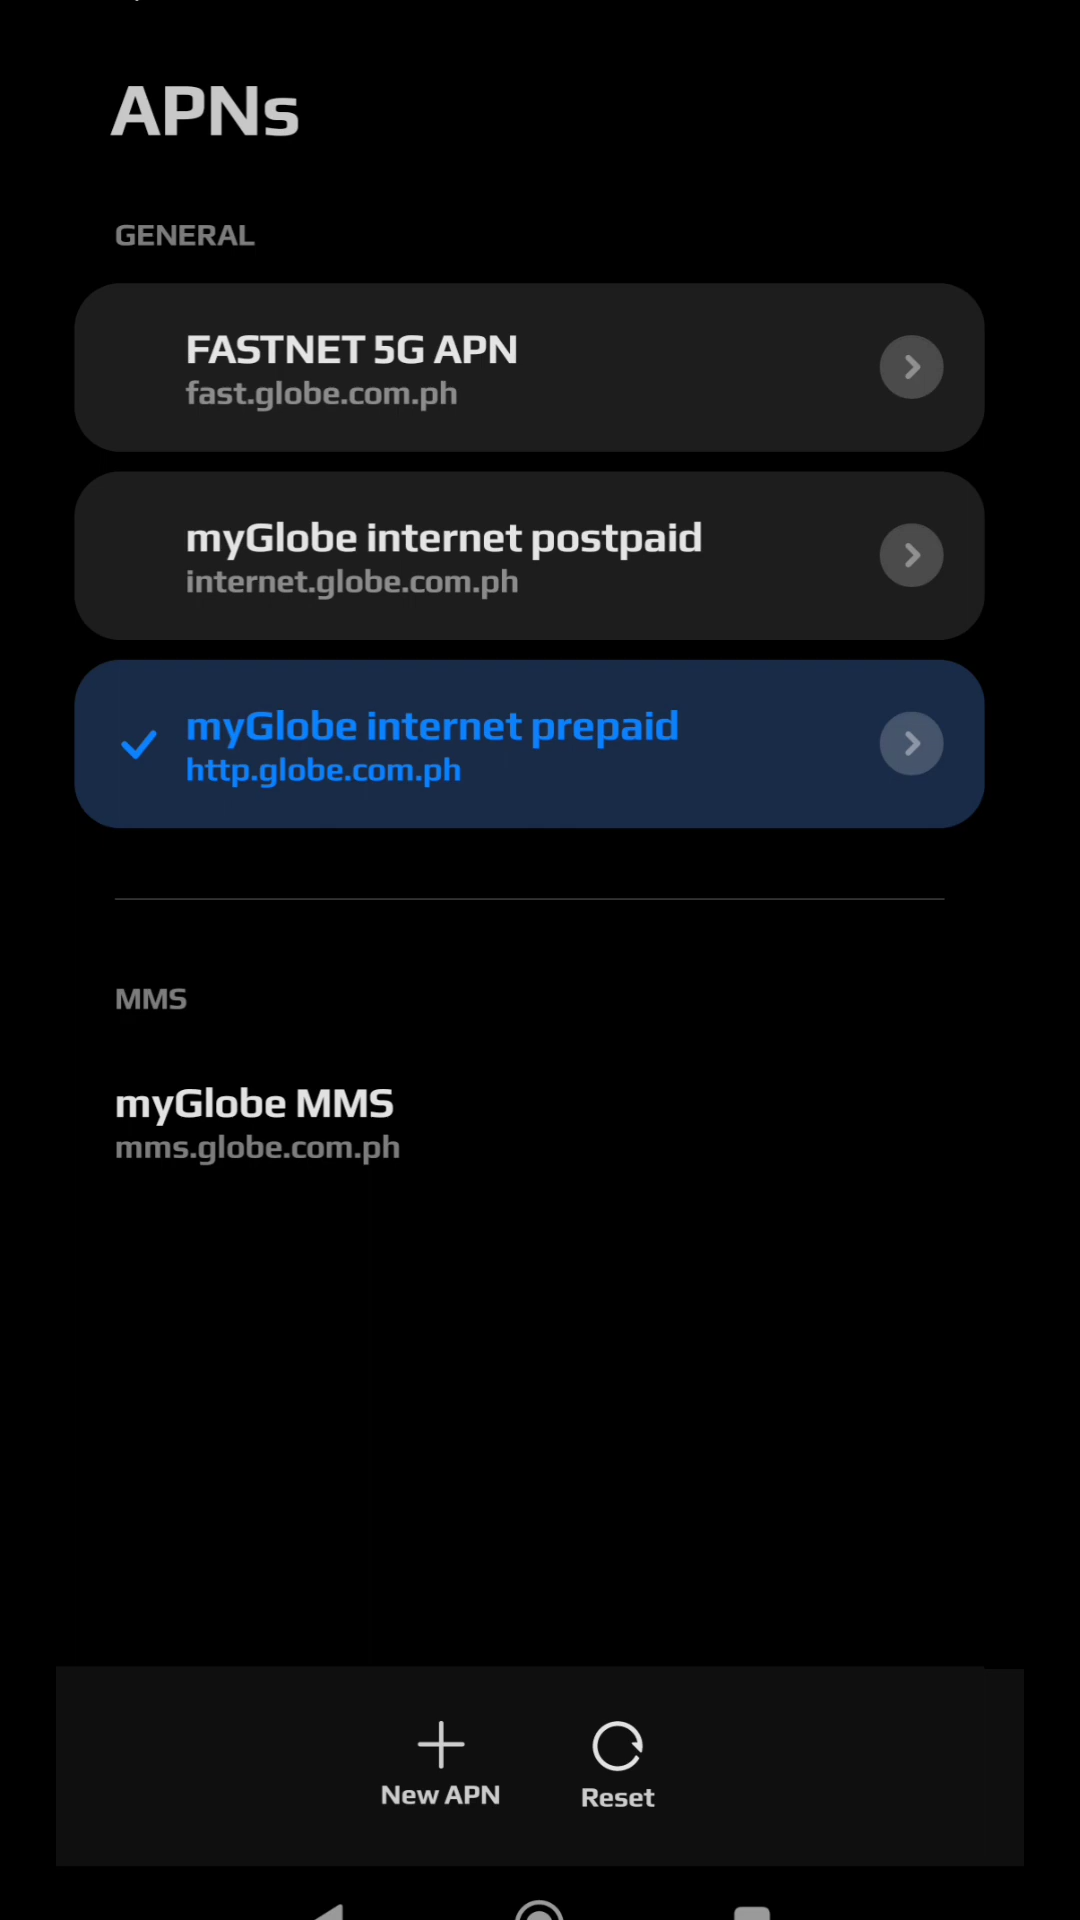 APNs
GENERAL
FASTNET 5G APN
fast.globe.com.ph
myGlobe internet postpaid
internet.globe.com.ph
myGlobe internet prepaid
http.globe.com.ph
MMS
myGlobe MMS
mms.globe.com.ph
New APN
Reset